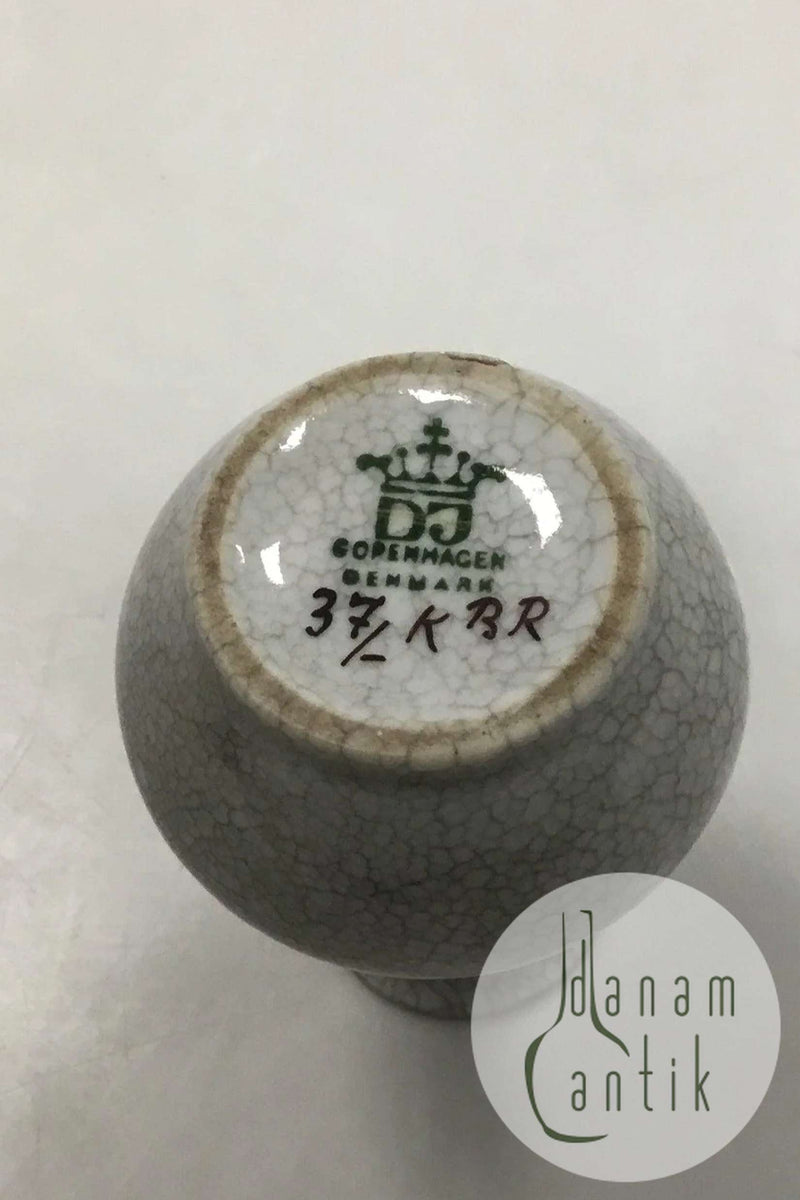 DJ
COPENHAGEN
DENMARK
37/- K BR
danam
antik